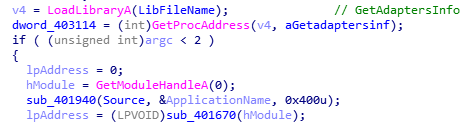 v4 = LoadLibraryA(LibFileName); // GetAdaptersInfo
dword_403114 = (int)GetProcAddress(v4, aGetadaptersinf);
if ( (unsigned int)argc < 2 )
{
lpAddress = 0;
hModule = GetModuleHandleA(0);
sub_401940(Source, &ApplicationName, 0x400u);
lpAddress = (LPVOID)sub_401670(hModule);